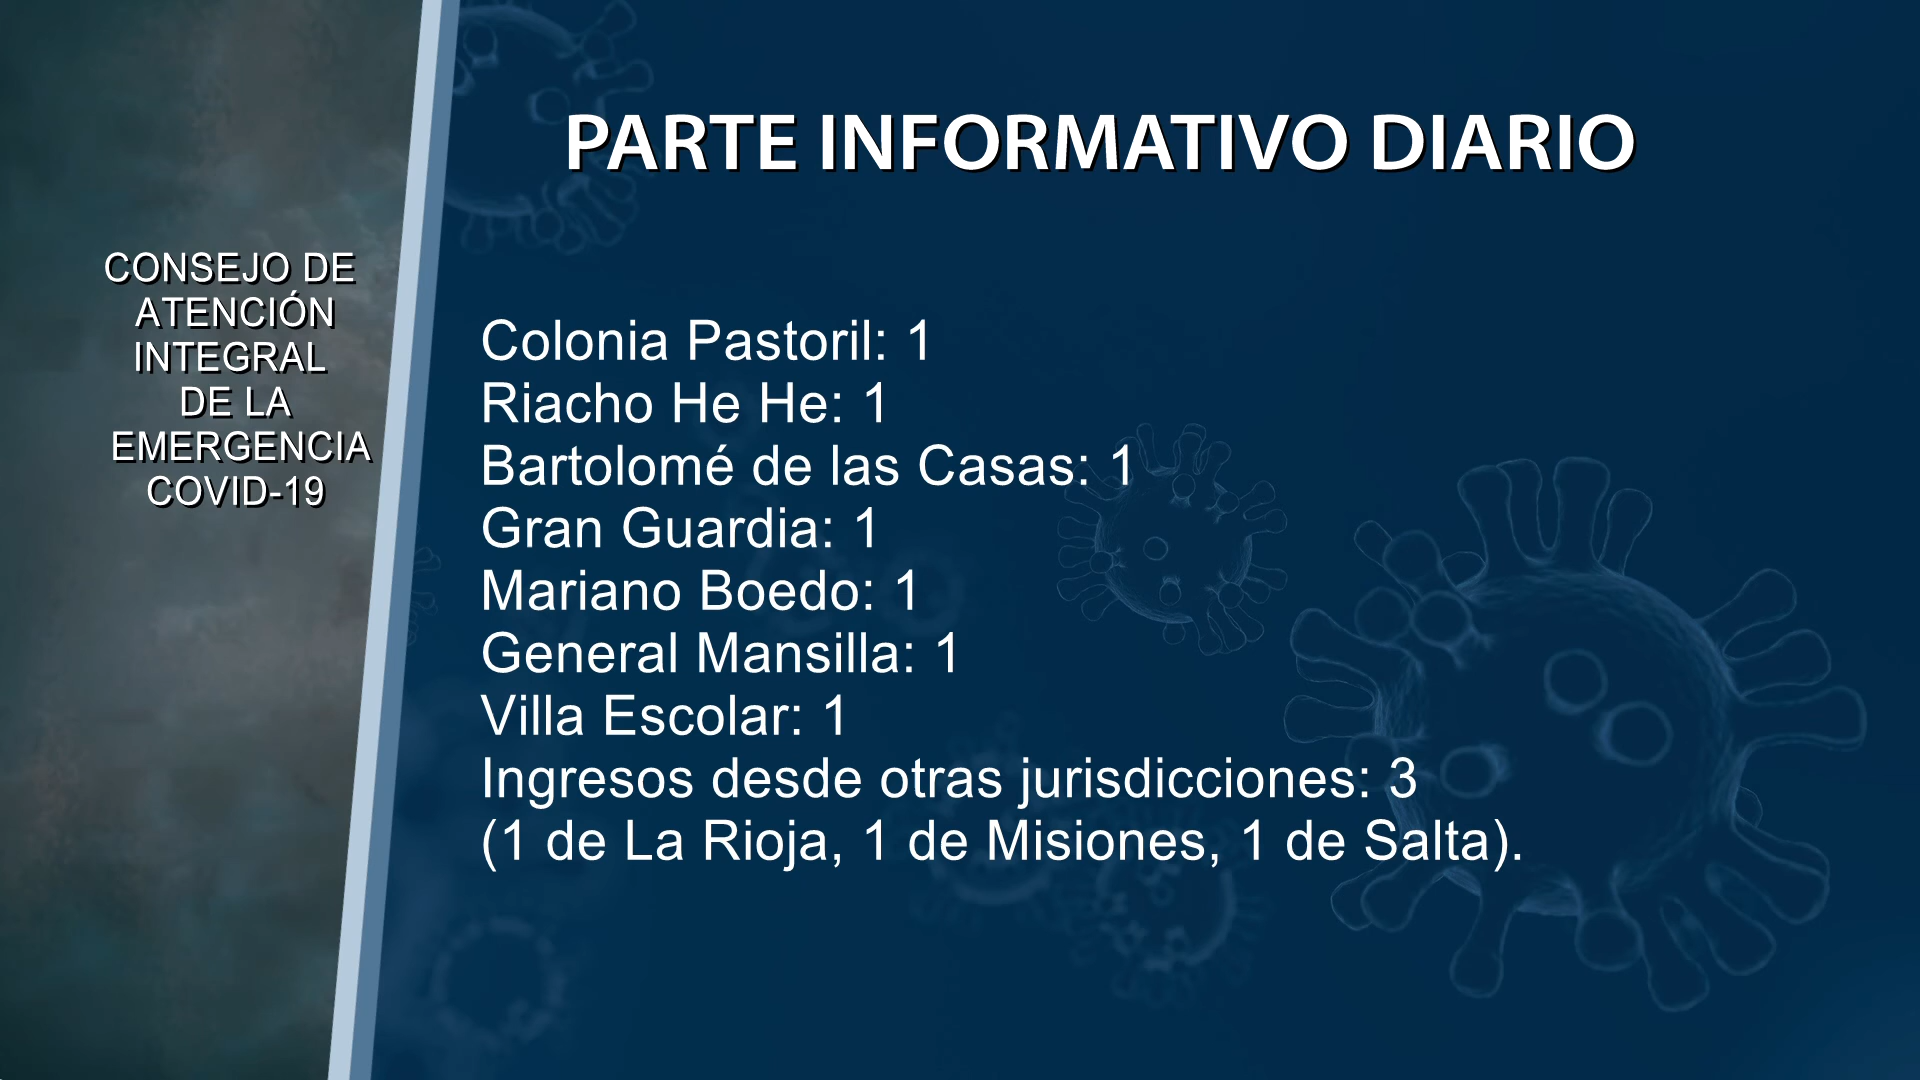 PARTE INFORMATIVO DIARIO
CONSEJO DE
ATENCIÓN
INTEGRAL
DE LA
EMERGENCIA
COVID-19
Colonia Pastoril: 1
Riacho He He: 1
Bartolomé de las Casas: 1
Gran Guardia: 1
Mariano Boedo: 1
General Mansilla: 1
Villa Escolar: 1
Ingresos desde otras jurisdicciones: 3
(1 de La Rioja, 1 de Misiones, 1 de Salta).